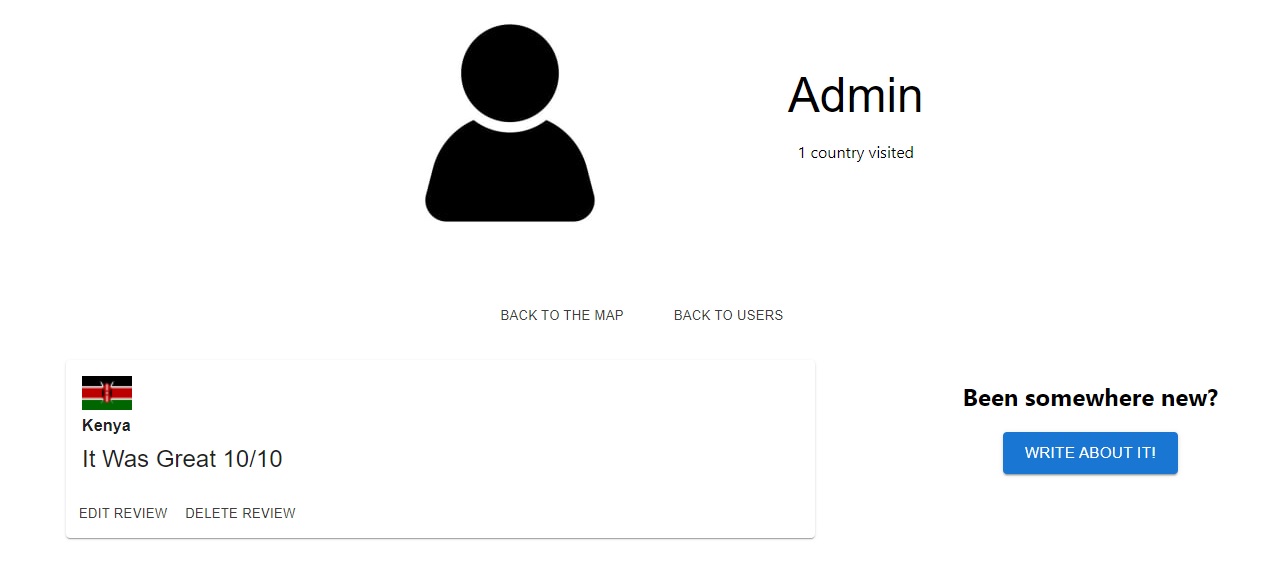 Admin
1 country visited
BACK TO THE MAP
BACK TO USERS
Kenya
It Was Great 10/10
EDIT REVIEW
DELETE REVIEW
Been somewhere new?
WRITE ABOUT IT!